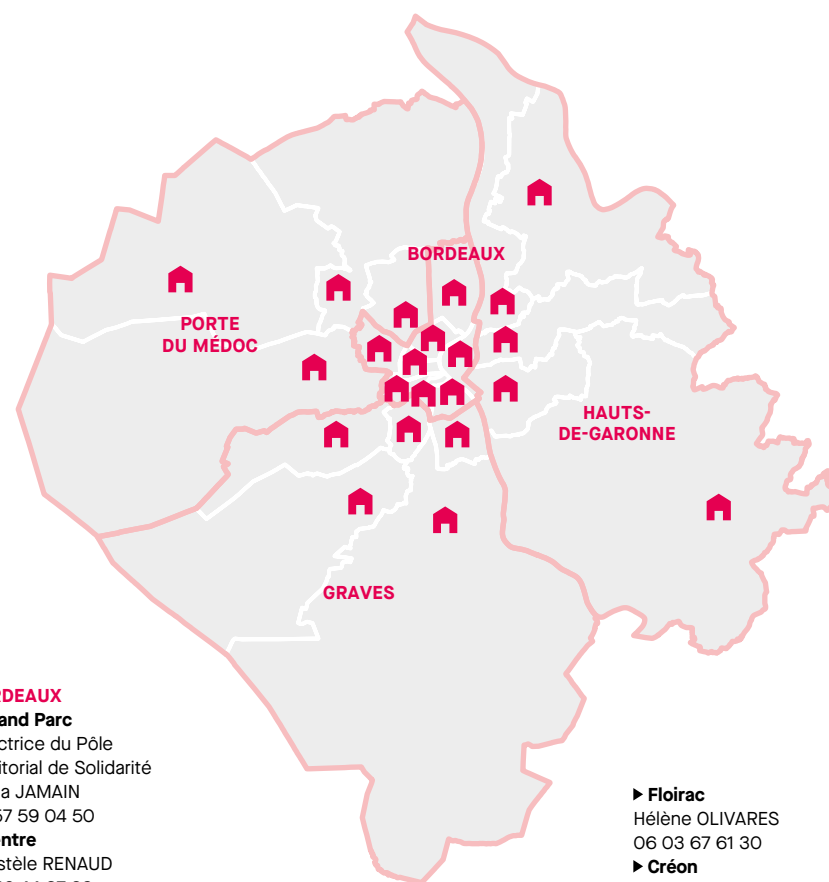 BORDEAUX
PORTE
DU MÉDOC
HAUTS-
DE-GARONNE
GRAVES
RDEAUX
and Parc
ctrice du Pôle
itorial de Solidarité
a JAMAIN
57 59 04 50
ntre
stèle RENAUD
▶ Floirac
Hélène OLIVARES
06 03 67 61 30
▶ Créon